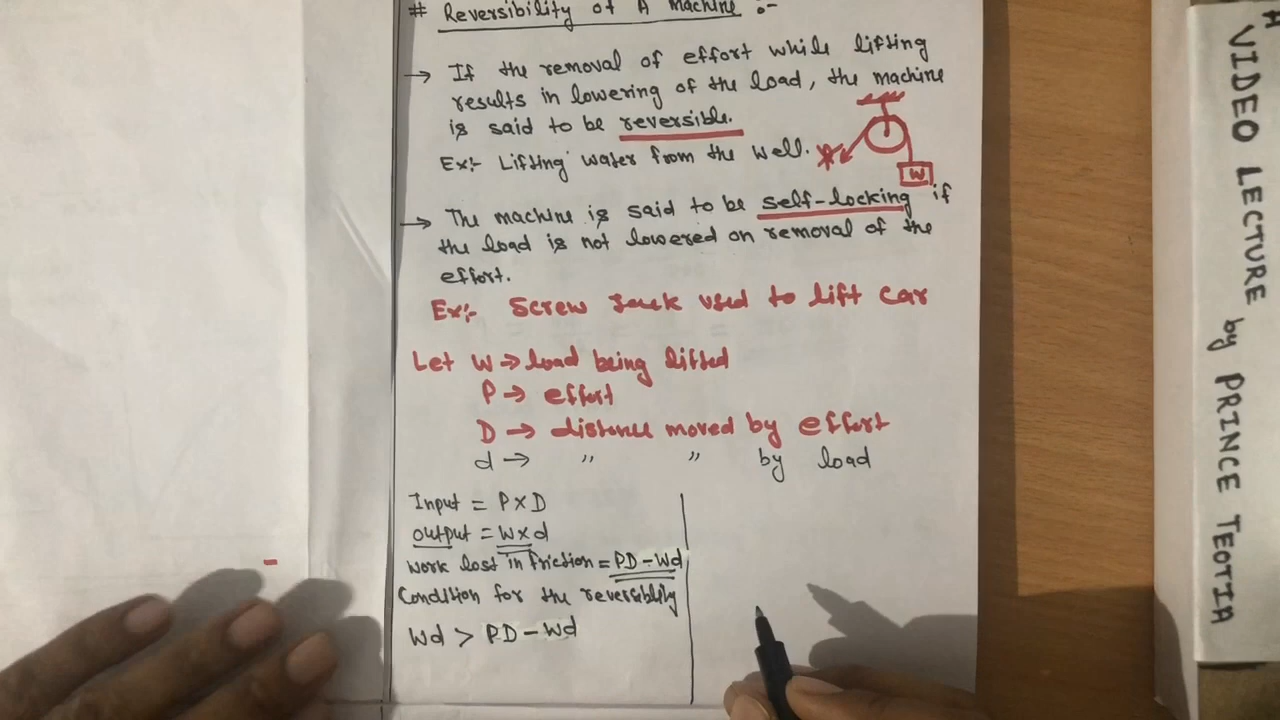 # Reversibility of A Machine :-
→ If the removal of effort while lifting
results in lowering of the load, the machine
is said to be reversible.
Ex:- Lifting water from the well.
W
→ The machine is said to be self-locking if
the load is not lowered on removal of the
effort.
Ex:- Screw Jack used to lift car
Let W → load being lifted
P → effort
D → distance moved by effort
d → " " by load
Input = P×D
output = W×d
Work lost in friction = PD-Wd
Condition for the reversiblity
Wd > PD-Wd
A
VIDEO LECTURE by PRINCE TEOTIA